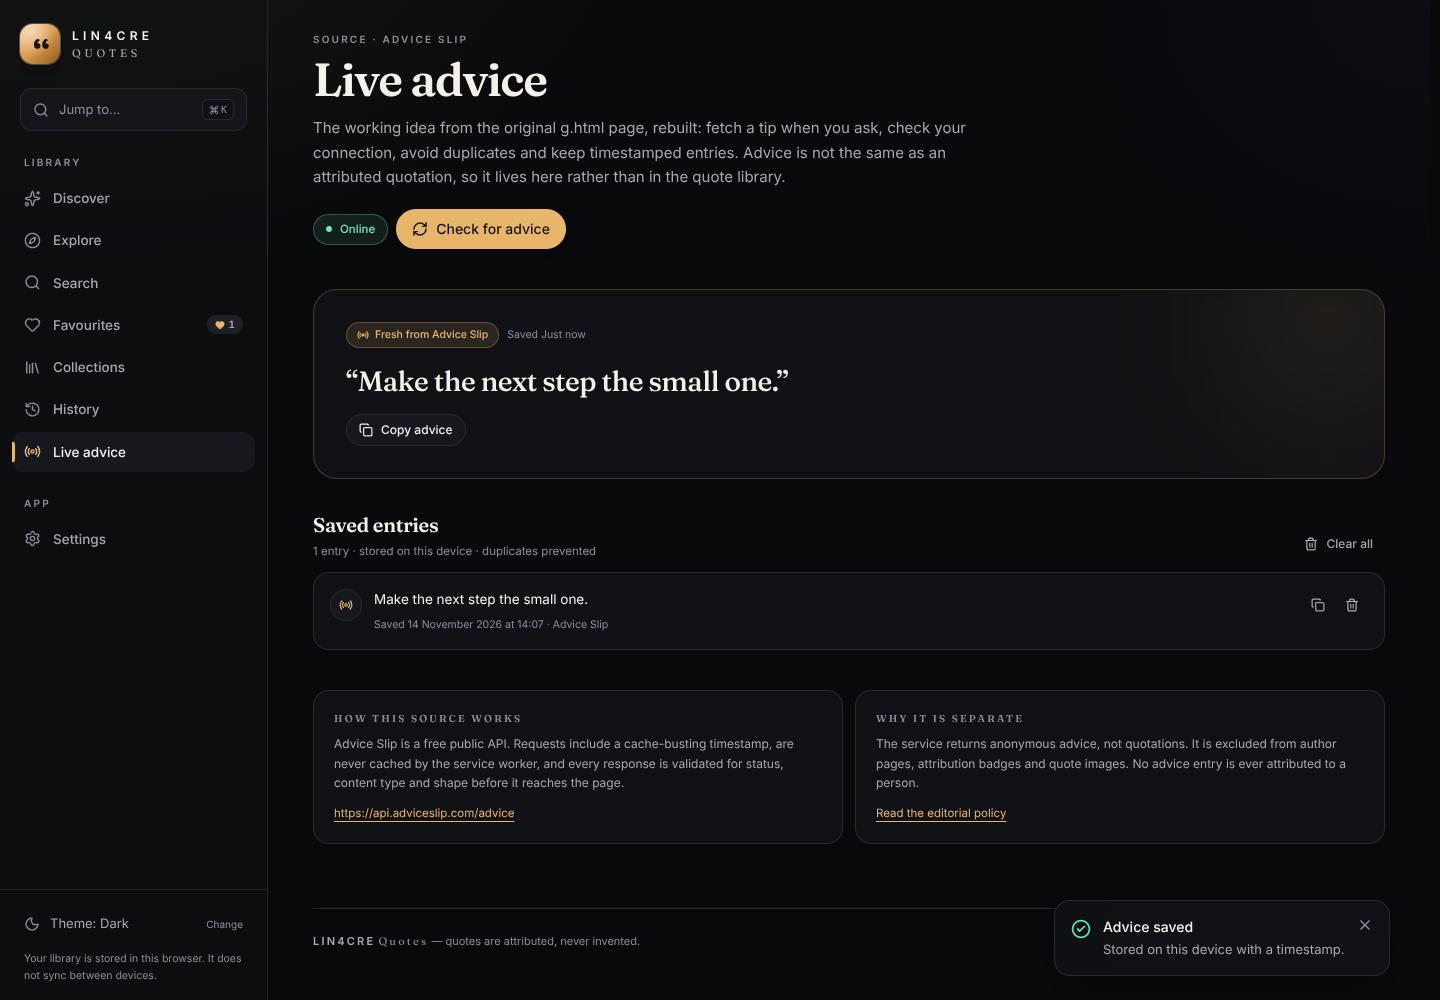 LIN4CRE
QUOTES
Jump to...
⌘K
LIBRARY
Discover
Explore
Search
Favourites
1
Collections
History
Live advice
APP
Settings
Theme: Dark
Change
Your library is stored in this browser. It does
not sync between devices.
SOURCE · ADVICE SLIP
Live advice
The working idea from the original g.html page, rebuilt: fetch a tip when you ask, check your
connection, avoid duplicates and keep timestamped entries. Advice is not the same as an
attributed quotation, so it lives here rather than in the quote library.
Online
Check for advice
Fresh from Advice Slip
Saved Just now
“Make the next step the small one.”
Copy advice
Saved entries
1 entry · stored on this device · duplicates prevented
Clear all
Make the next step the small one.
Saved 14 November 2026 at 14:07 · Advice Slip
HOW THIS SOURCE WORKS
Advice Slip is a free public API. Requests include a cache-busting timestamp, are
never cached by the service worker, and every response is validated for status,
content type and shape before it reaches the page.
https://api.adviceslip.com/advice
WHY IT IS SEPARATE
The service returns anonymous advice, not quotations. It is excluded from author
pages, attribution badges and quote images. No advice entry is ever attributed to a
person.
Read the editorial policy
LIN4CRE Quotes — quotes are attributed, never invented.
Advice saved
Stored on this device with a timestamp.